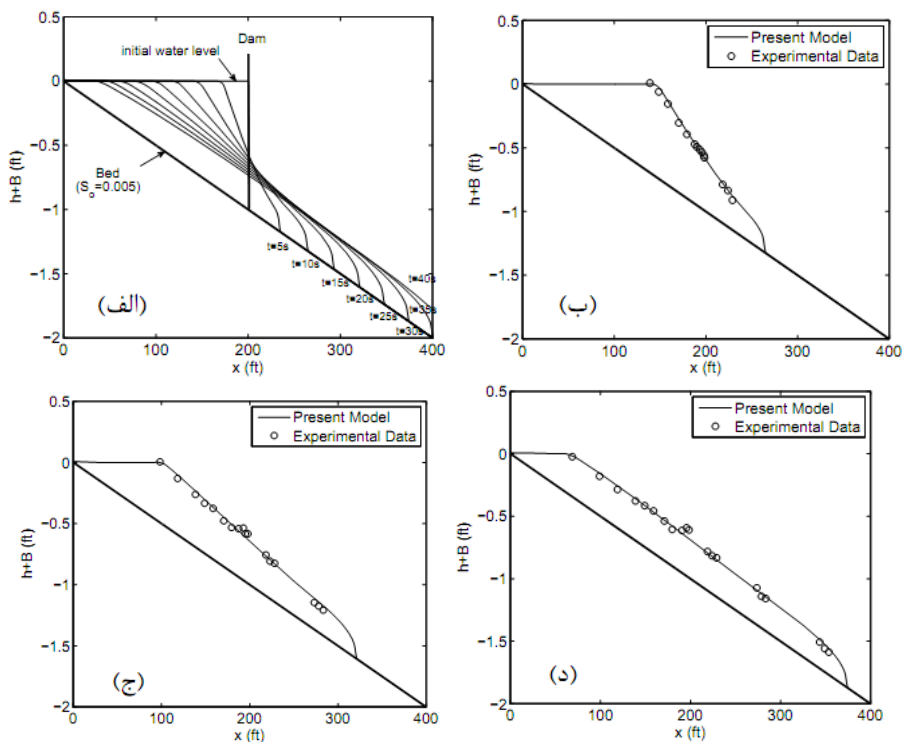 0.5
0
−0.5
−1
−1.5
−2
h+B (ft)
Dam
initial water level
Bed
(S_o=0.005)
t=5s
t=10s
t=15s
t=20s
t=25s
t=30s
t=35s
t=40s
(الف)
0 100 200 300 400
x (ft)
0.5
0
−0.5
−1
−1.5
−2
h+B (ft)
Present Model
Experimental Data
(ب)
0 100 200 300 400
x (ft)
0.5
0
−0.5
−1
−1.5
−2
h+B (ft)
Present Model
Experimental Data
(ج)
0 100 200 300 400
x (ft)
0.5
0
−0.5
−1
−1.5
−2
h+B (ft)
Present Model
Experimental Data
(د)
0 100 200 300 400
x (ft)